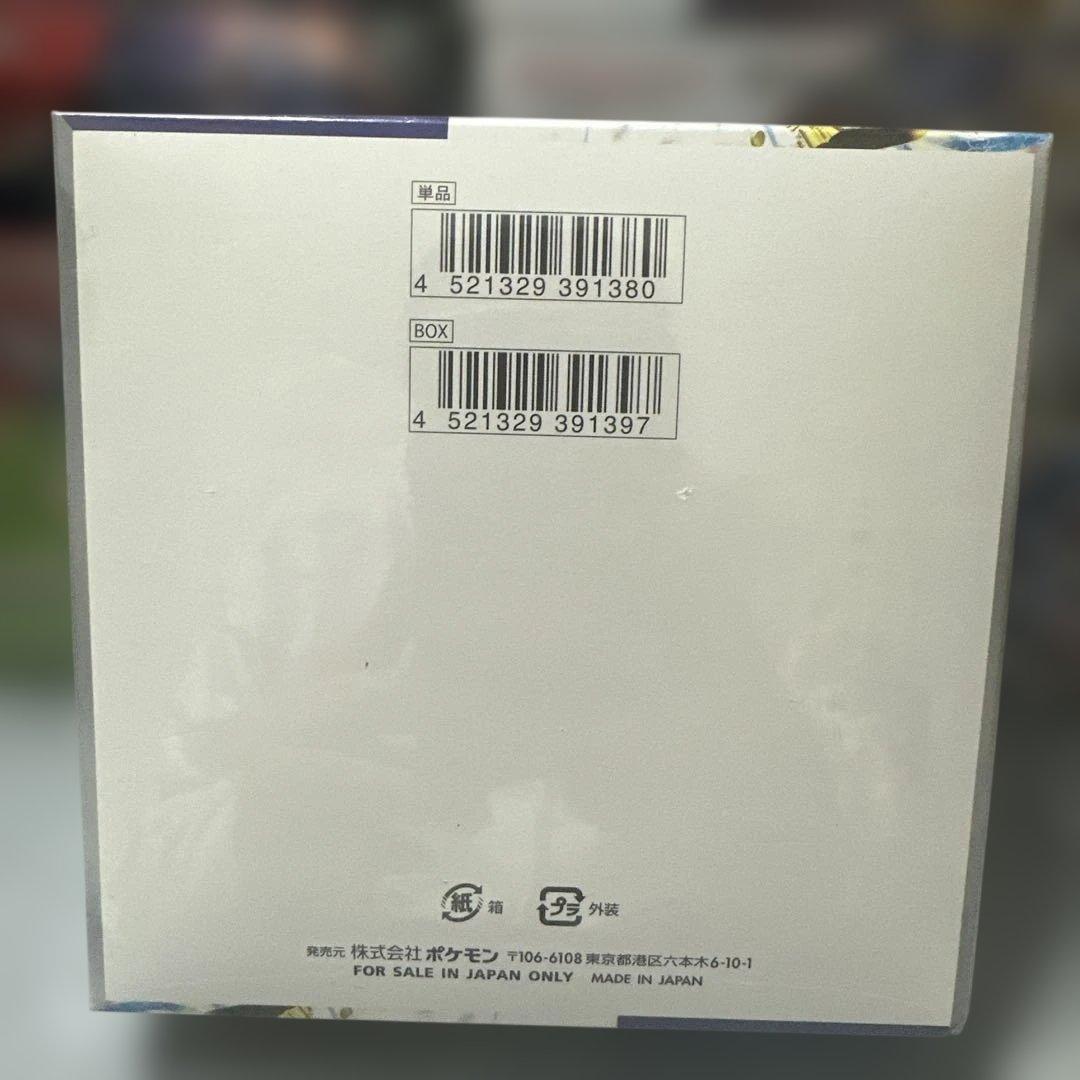 単品
4 521329 391380
BOX
4 521329 391397
紙 箱 プラ 外装
発売元 株式会社 ポケモン 〒106-6108 東京都港区六本木6-10-1
FOR SALE IN JAPAN ONLY MADE IN JAPAN